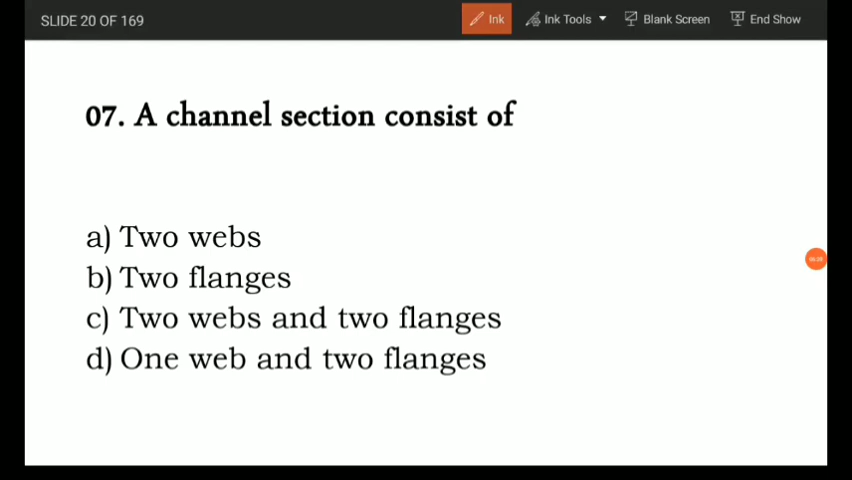 SLIDE 20 OF 169 Ink Ink Tools Blank Screen End Show
07. A channel section consist of
a) Two webs
b) Two flanges
c) Two webs and two flanges
d) One web and two flanges